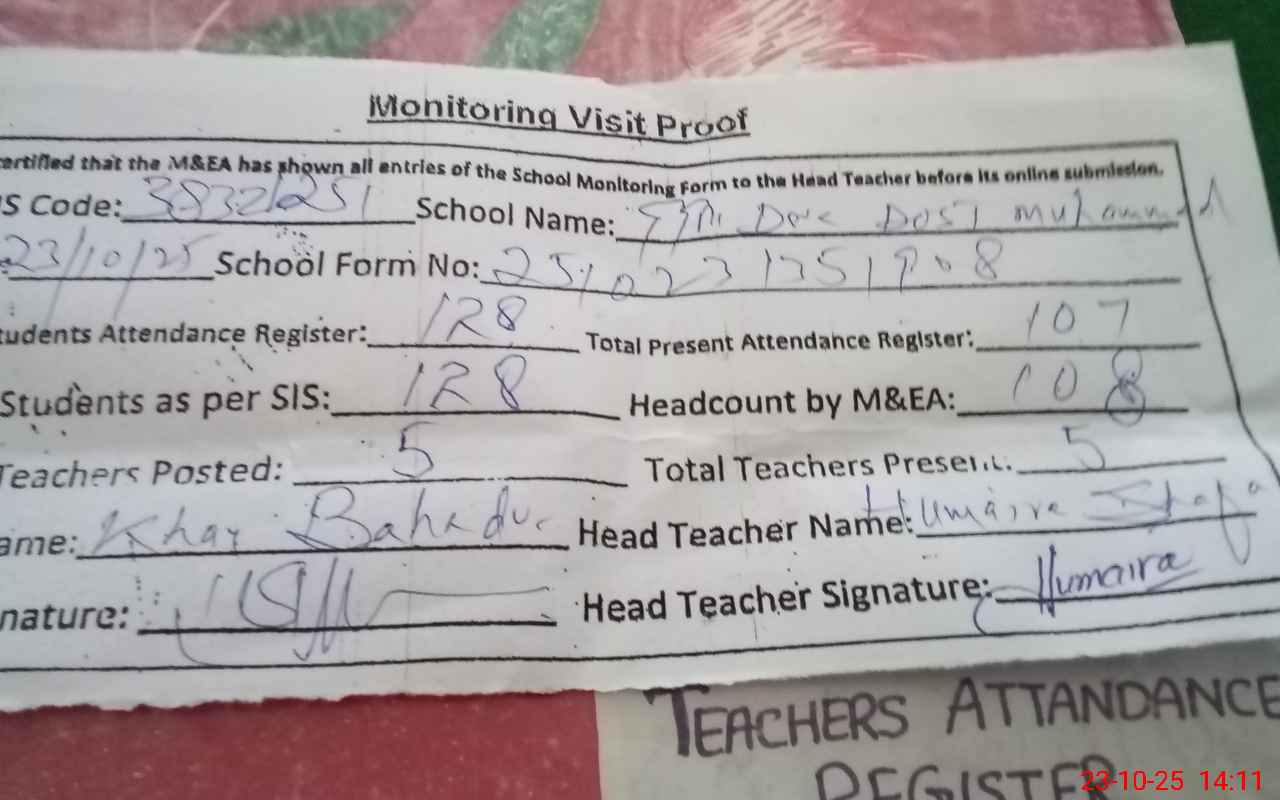 Monitoring Visit Proof
ertified that the M&EA has shown all entries of the School Monitoring Form to the Head Teacher before its online submission.
S Code: School Name: Dost Muhammad
23/10/25 School Form No:
tudents Attendance Register: 128 Total Present Attendance Register: 107
Students as per SIS: 128 Headcount by M&EA: 108
Teachers Posted: 5 Total Teachers Present: 5
ame: Bahadur Head Teacher Name: Humaira
nature: Head Teacher Signature: Humaira
TEACHERS ATTANDANCE
REGISTER
23-10-25 14:11